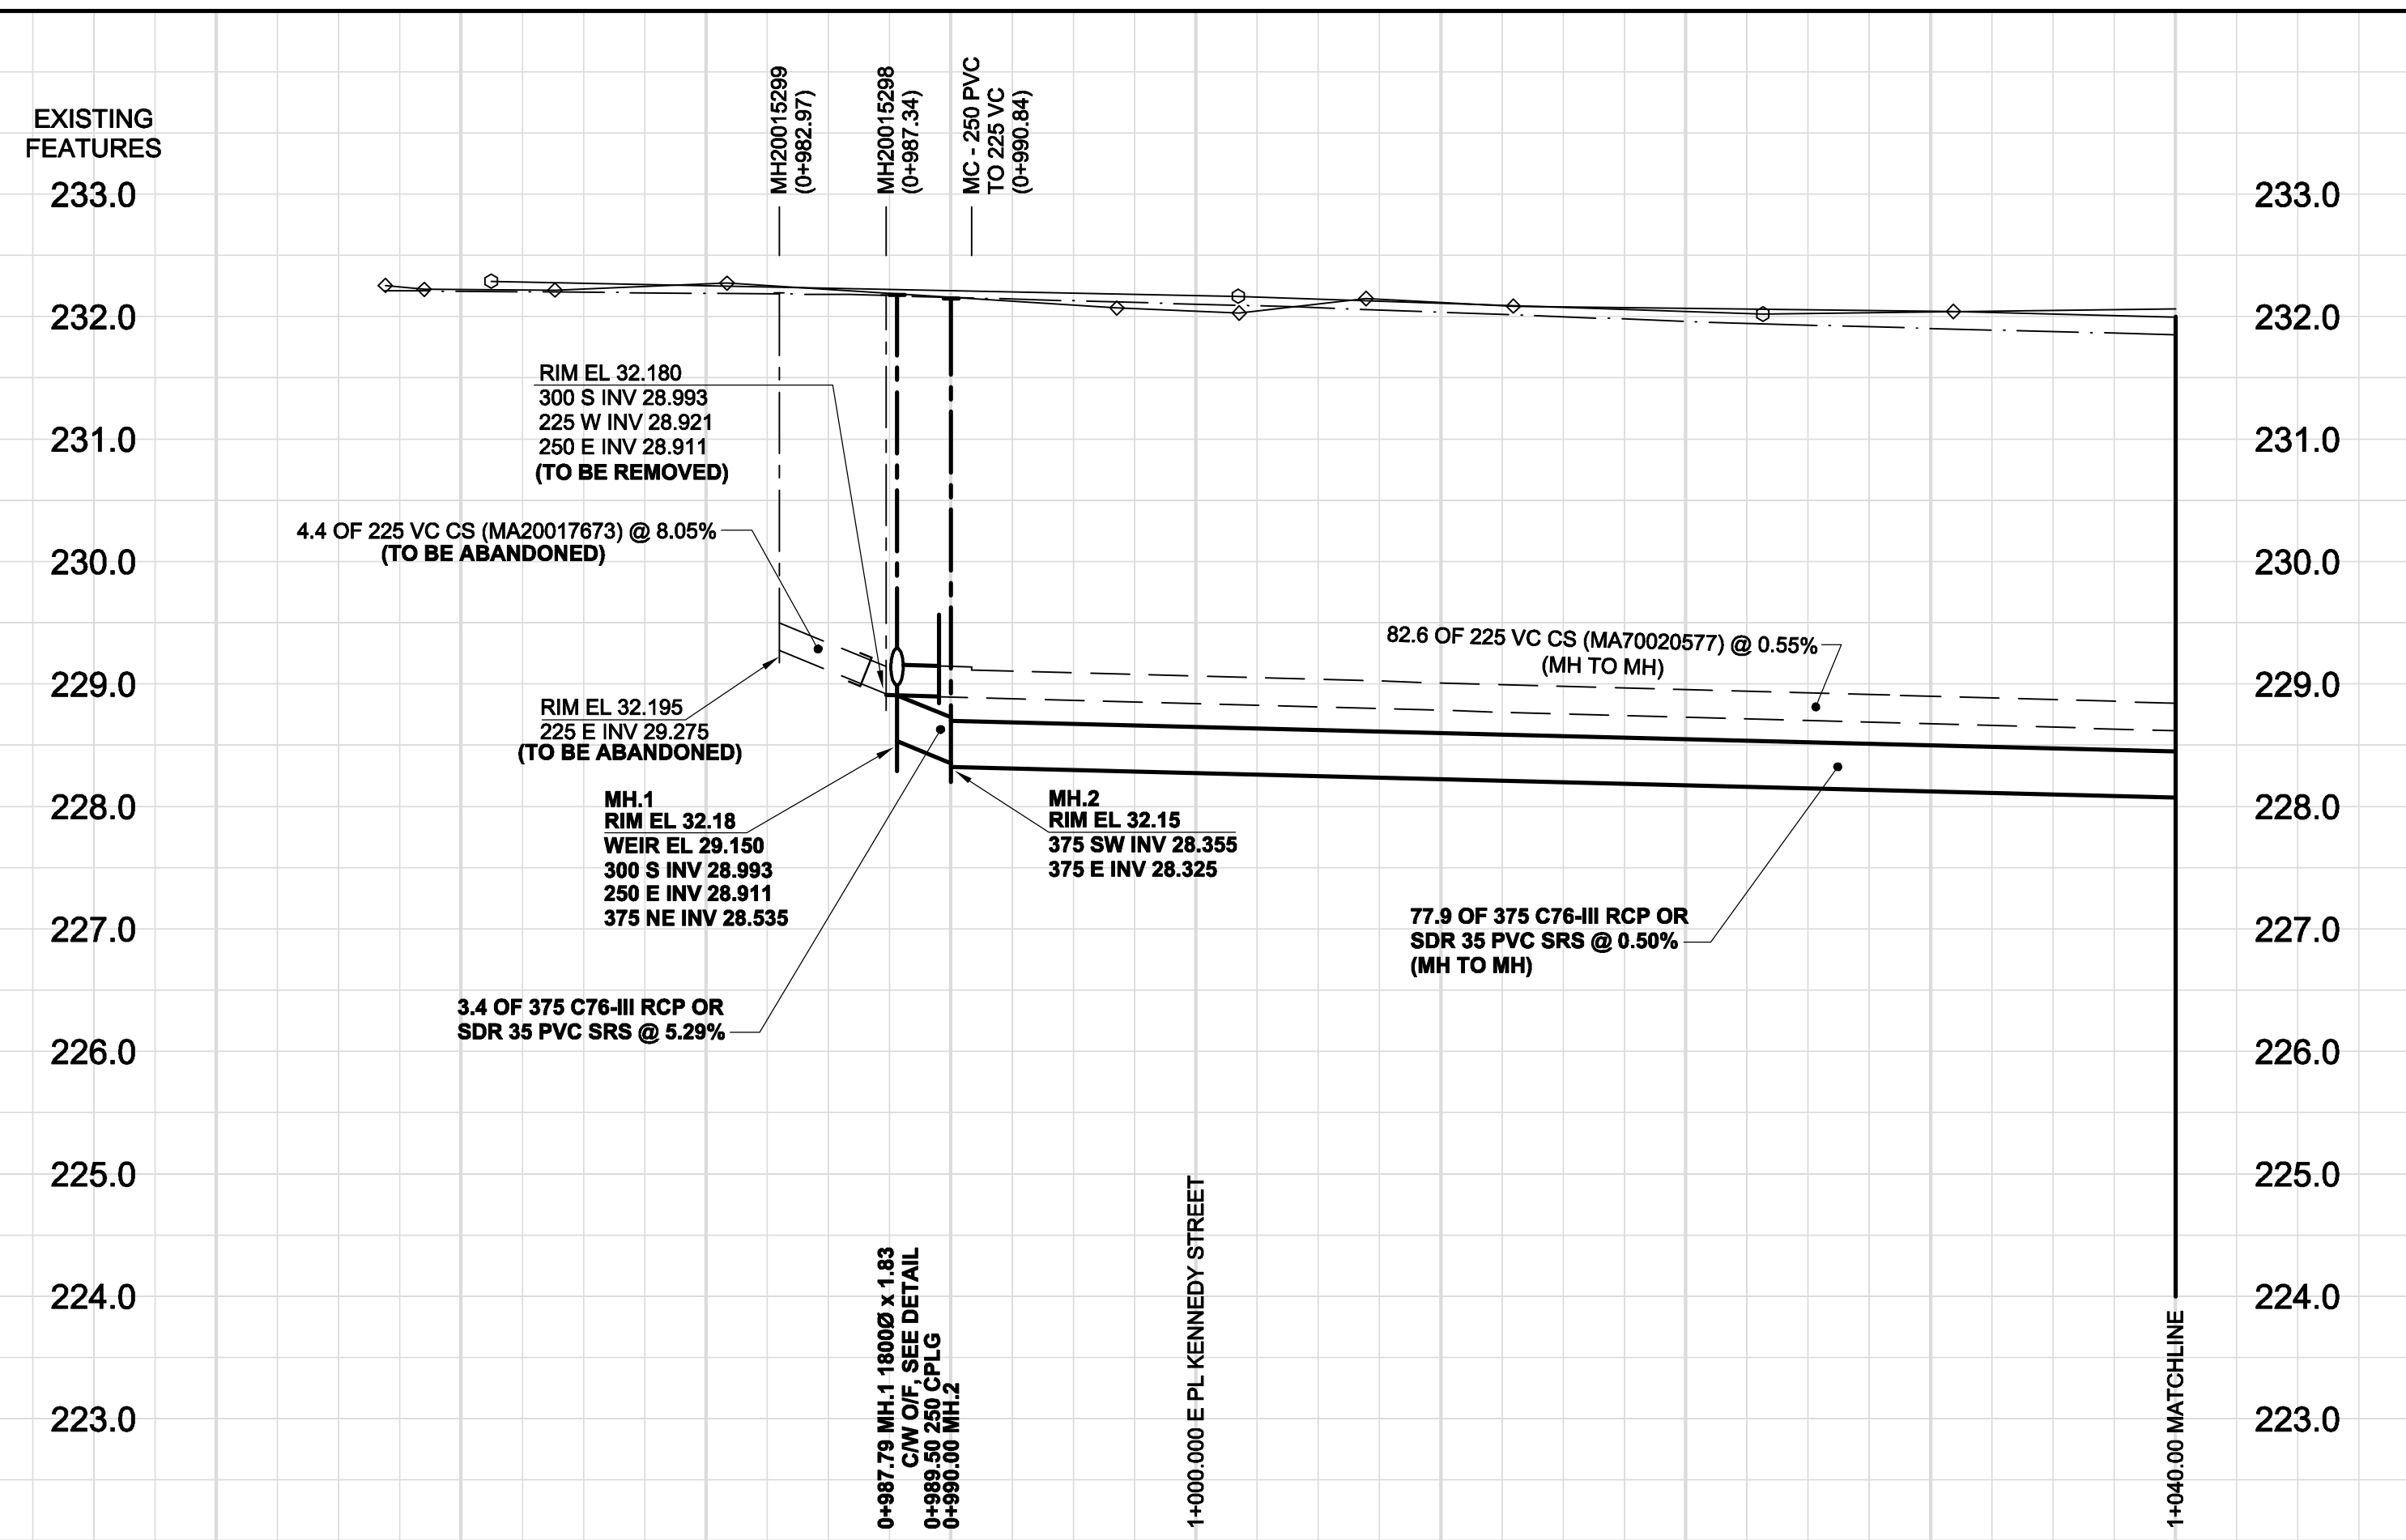 MH20015299
(0+982.97)
MH20015298
(0+987.34)
MC - 250 PVC
TO 225 VC
(0+990.84)
EXISTING
FEATURES
233.0
233.0
232.0
232.0
231.0
231.0
230.0
230.0
229.0
229.0
228.0
228.0
227.0
227.0
226.0
226.0
225.0
225.0
224.0
224.0
223.0
223.0
RIM EL 32.180
300 S INV 28.993
225 W INV 28.921
250 E INV 28.911
(TO BE REMOVED)
4.4 OF 225 VC CS (MA20017673) @ 8.05%
(TO BE ABANDONED)
82.6 OF 225 VC CS (MA70020577) @ 0.55%
(MH TO MH)
RIM EL 32.195
225 E INV 29.275
(TO BE ABANDONED)
MH.1
RIM EL 32.18
WEIR EL 29.150
300 S INV 28.993
250 E INV 28.911
375 NE INV 28.535
MH.2
RIM EL 32.15
375 SW INV 28.355
375 E INV 28.325
77.9 OF 375 C76-III RCP OR
SDR 35 PVC SRS @ 0.50%
(MH TO MH)
3.4 OF 375 C76-III RCP OR
SDR 35 PVC SRS @ 5.29%
0+987.79 MH.1 1800Ø x 1.83
C/W O/F, SEE DETAIL
0+989.50 250 CPLG
0+990.00 MH.2
1+000.000 E PL KENNEDY STREET
1+040.00 MATCHLINE